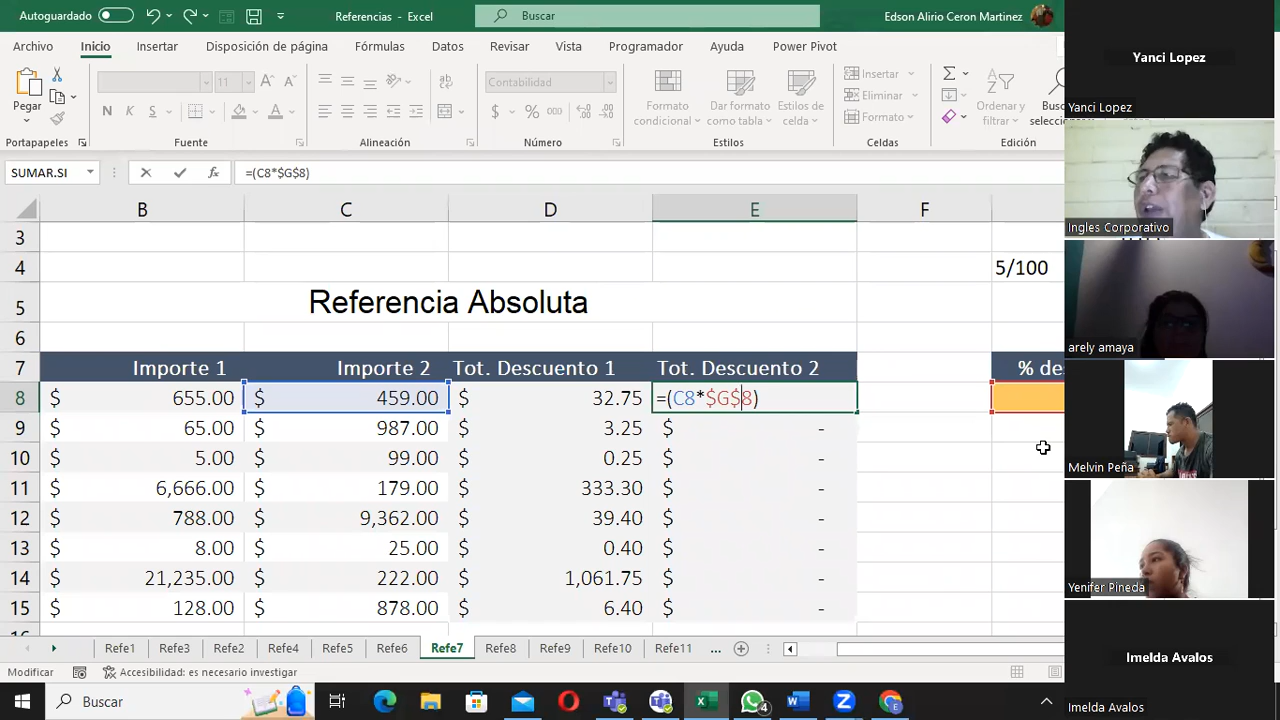 Autoguardado
Referencias - Excel
Buscar
Edson Alirio Ceron Martinez
Archivo Inicio Insertar Disposición de página Fórmulas Datos Revisar Vista Programador Ayuda Power Pivot
Pegar
11
N K S
Contabilidad
$ % 000
Formato condicional
Dar formato como tabla
Estilos de celda
Insertar
Eliminar
Formato
Ordenar y filtrar
Portapapeles Fuente Alineación Número Estilos Celdas Edición
SUMAR.SI
fx
=(C8*$G$8)
B C D E F
3
4 5/100
5 Referencia Absoluta
6
7 Importe 1 Importe 2 Tot. Descuento 1 Tot. Descuento 2
8 $ 655.00 $ 459.00 $ 32.75 =(C8*$G$8)
9 $ 65.00 $ 987.00 $ 3.25 $ -
10 $ 5.00 $ 99.00 $ 0.25 $ -
11 $ 6,666.00 $ 179.00 $ 333.30 $ -
12 $ 788.00 $ 9,362.00 $ 39.40 $ -
13 $ 8.00 $ 25.00 $ 0.40 $ -
14 $ 21,235.00 $ 222.00 $ 1,061.75 $ -
15 $ 128.00 $ 878.00 $ 6.40 $ -
Refe1 Refe3 Refe2 Refe4 Refe5 Refe6 Refe7 Refe8 Refe9 Refe10 Refe11 ...
Modificar
Accesibilidad: es necesario investigar
Buscar
4
Yanci Lopez
Yanci Lopez
Ingles Corporativo
arely amaya
Melvin Peña
Yenifer Pineda
Imelda Avalos
Imelda Avalos